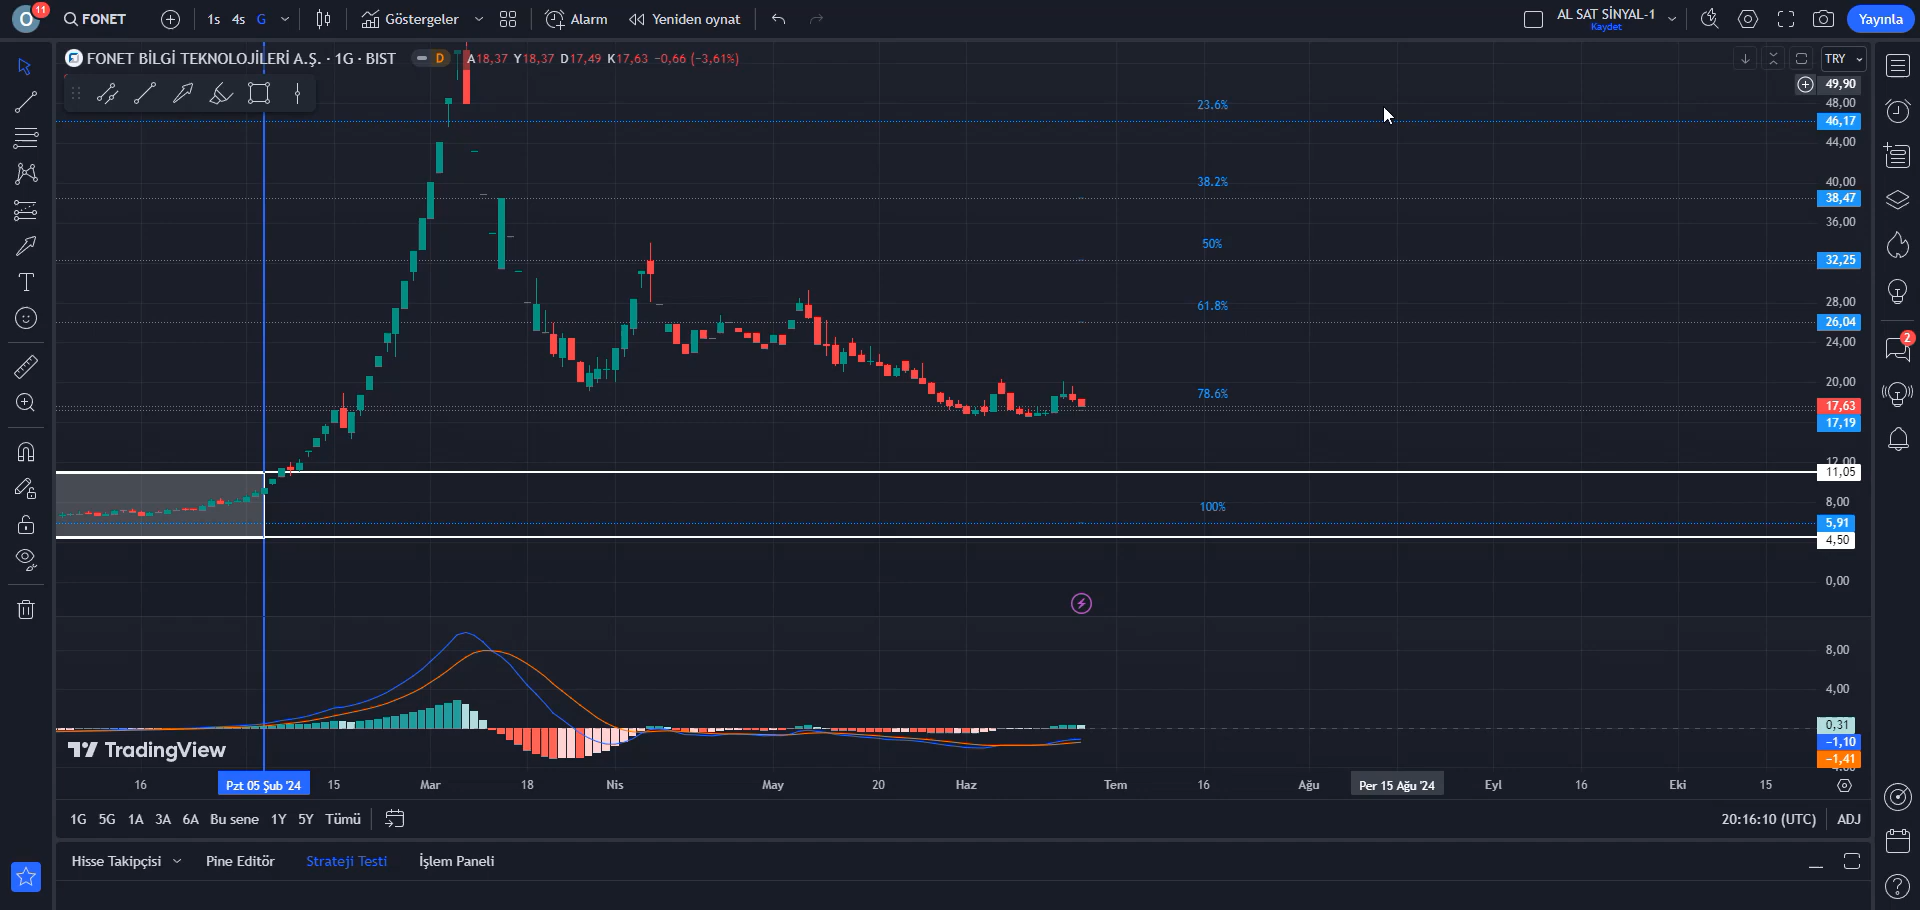 O
11
FONET
1s 4s G
Göstergeler
Alarm
Yeniden oynat
AL SAT SİNYAL-1
Kaydet
Yayınla
FONET BİLGİ TEKNOLOJİLERİ A.Ş. · 1G · BIST
D
A18,37 Y18,37 D17,49 K17,63 −0,66 (−3,61%)
TRY
49,90
48,00
23.6%
46,17
44,00
38.2%
40,00
38,47
36,00
50%
32,25
61.8%
28,00
26,04
24,00
20,00
78.6%
17,63
17,19
12,00
11,05
8,00
100%
5,91
4,50
0,00
8,00
4,00
0,31
−1,10
−1,41
-4.00
2
TradingView
16
Pzt 05 Şub '24
15
Mar
18
Nis
May
20
Haz
Tem
16
Ağu
Per 15 Ağu '24
Eyl
16
Eki
15
1G 5G 1A 3A 6A Bu sene 1Y 5Y Tümü
20:16:10 (UTC)
ADJ
Hisse Takipçisi
Pine Editör
Strateji Testi
İşlem Paneli